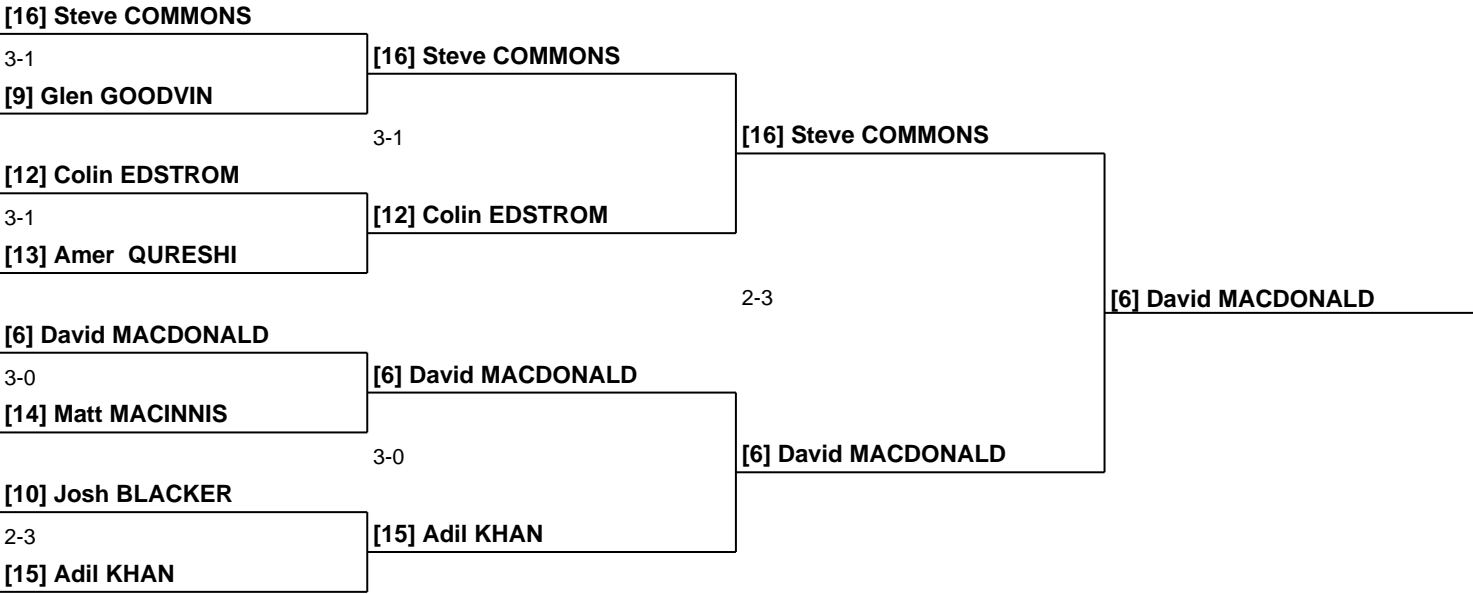 [16] Steve COMMONS
3-1
[16] Steve COMMONS
[9] Glen GOODVIN
3-1
[16] Steve COMMONS
[12] Colin EDSTROM
3-1
[12] Colin EDSTROM
[13] Amer  QURESHI
2-3
[6] David MACDONALD
[6] David MACDONALD
3-0
[6] David MACDONALD
[14] Matt MACINNIS
3-0
[6] David MACDONALD
[10] Josh BLACKER
2-3
[15] Adil KHAN
[15] Adil KHAN